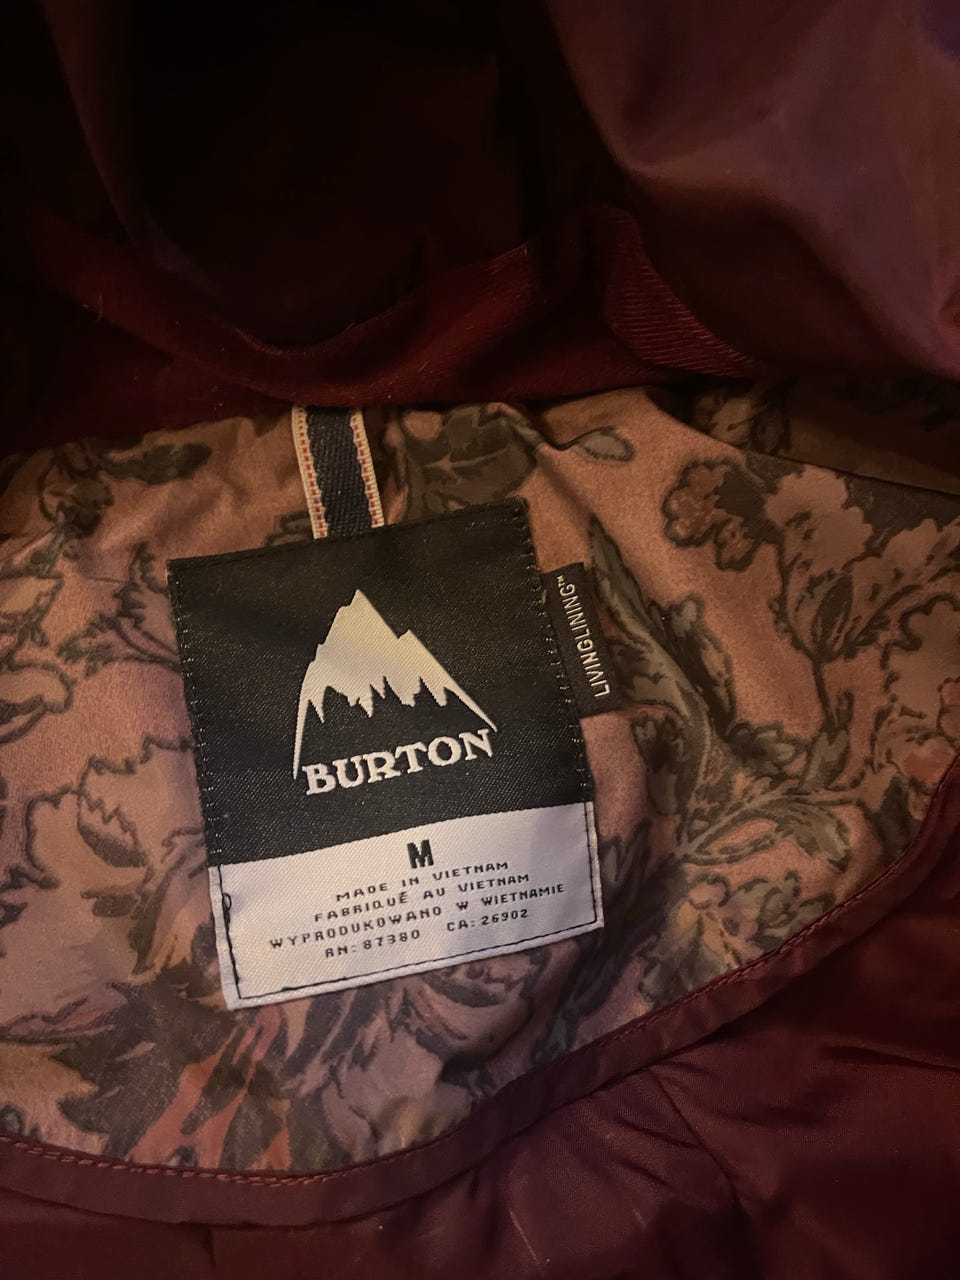 BURTON
M
MADE IN VIETNAM
FABRIQUÉ AU VIETNAM
WYPRODUKOWANO W WIETNAMIE
RN: 87380 CA: 26902
LIVINGLINING™